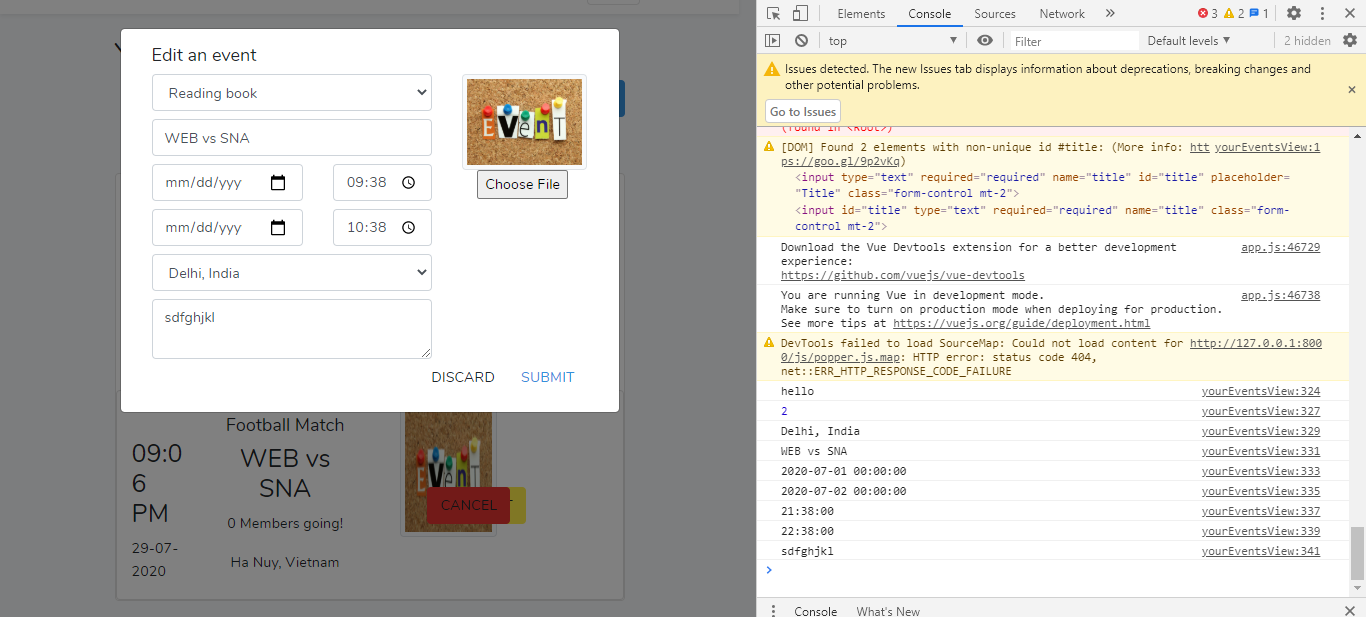 Edit an event
Reading book
WEB vs SNA
mm/dd/yyy
09:38
mm/dd/yyy
10:38
Delhi, India
sdfghjkl
EvenT
Choose File
DISCARD
SUBMIT
09:0
6
PM
29-07-
2020
Football Match
WEB vs
SNA
0 Members going!
Ha Nuy, Vietnam
CANCEL
Elements
Console
Sources
Network
»
3
2
1
top
Filter
Default levels
2 hidden
Issues detected. The new Issues tab displays information about deprecations, breaking changes and
other potential problems.
Go to Issues
(found in <Root>)
[DOM] Found 2 elements with non-unique id #title: (More info: htt yourEventsView:1
ps://goo.gl/9p2vKq)
<input type="text" required="required" name="title" id="title" placeholder=
"Title" class="form-control mt-2">
<input id="title" type="text" required="required" name="title" class="form-
control mt-2">
Download the Vue Devtools extension for a better development app.js:46729
experience:
https://github.com/vuejs/vue-devtools
You are running Vue in development mode. app.js:46738
Make sure to turn on production mode when deploying for production.
See more tips at https://vuejs.org/guide/deployment.html
DevTools failed to load SourceMap: Could not load content for http://127.0.0.1:800
0/js/popper.js.map: HTTP error: status code 404,
net::ERR_HTTP_RESPONSE_CODE_FAILURE
hello yourEventsView:324
2 yourEventsView:327
Delhi, India yourEventsView:329
WEB vs SNA yourEventsView:331
2020-07-01 00:00:00 yourEventsView:333
2020-07-02 00:00:00 yourEventsView:335
21:38:00 yourEventsView:337
22:38:00 yourEventsView:339
sdfghjkl yourEventsView:341
Console
What's New